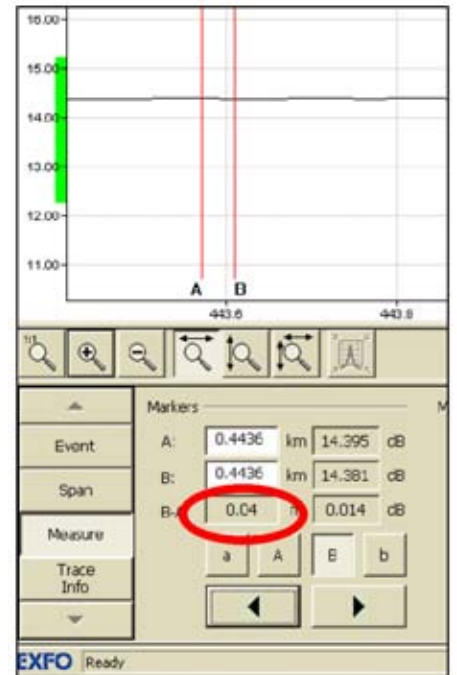 16.00
15.00
14.00
13.00
12.00
11.00
A B
443.6 443.8
1:1
Markers
Event
Span
Measure
Trace
Info
A: 0.4436 km 14.395 dB
B: 0.4436 km 14.381 dB
0.04 0.014 dB
a A B b
EXFO Ready